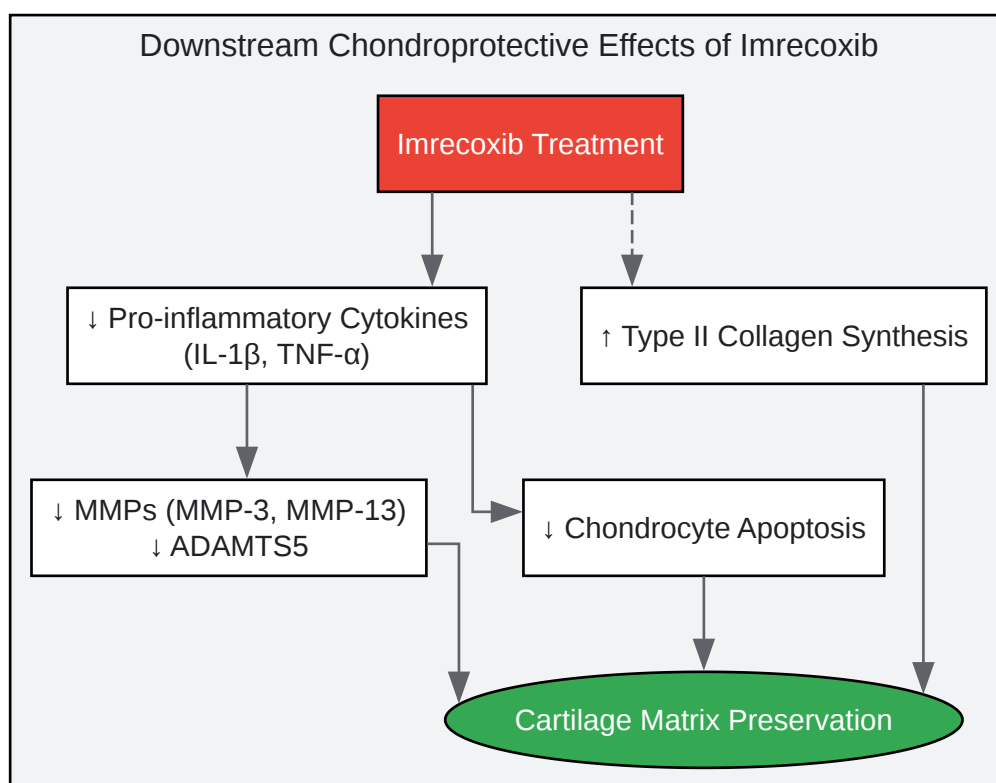 Downstream Chondroprotective Effects of Imrecoxib
Imrecoxib Treatment
↓ Pro-inflammatory Cytokines
(IL-1β, TNF-α)
↑ Type II Collagen Synthesis
↓ MMPs (MMP-3, MMP-13)
↓ ADAMTS5
↓ Chondrocyte Apoptosis
Cartilage Matrix Preservation